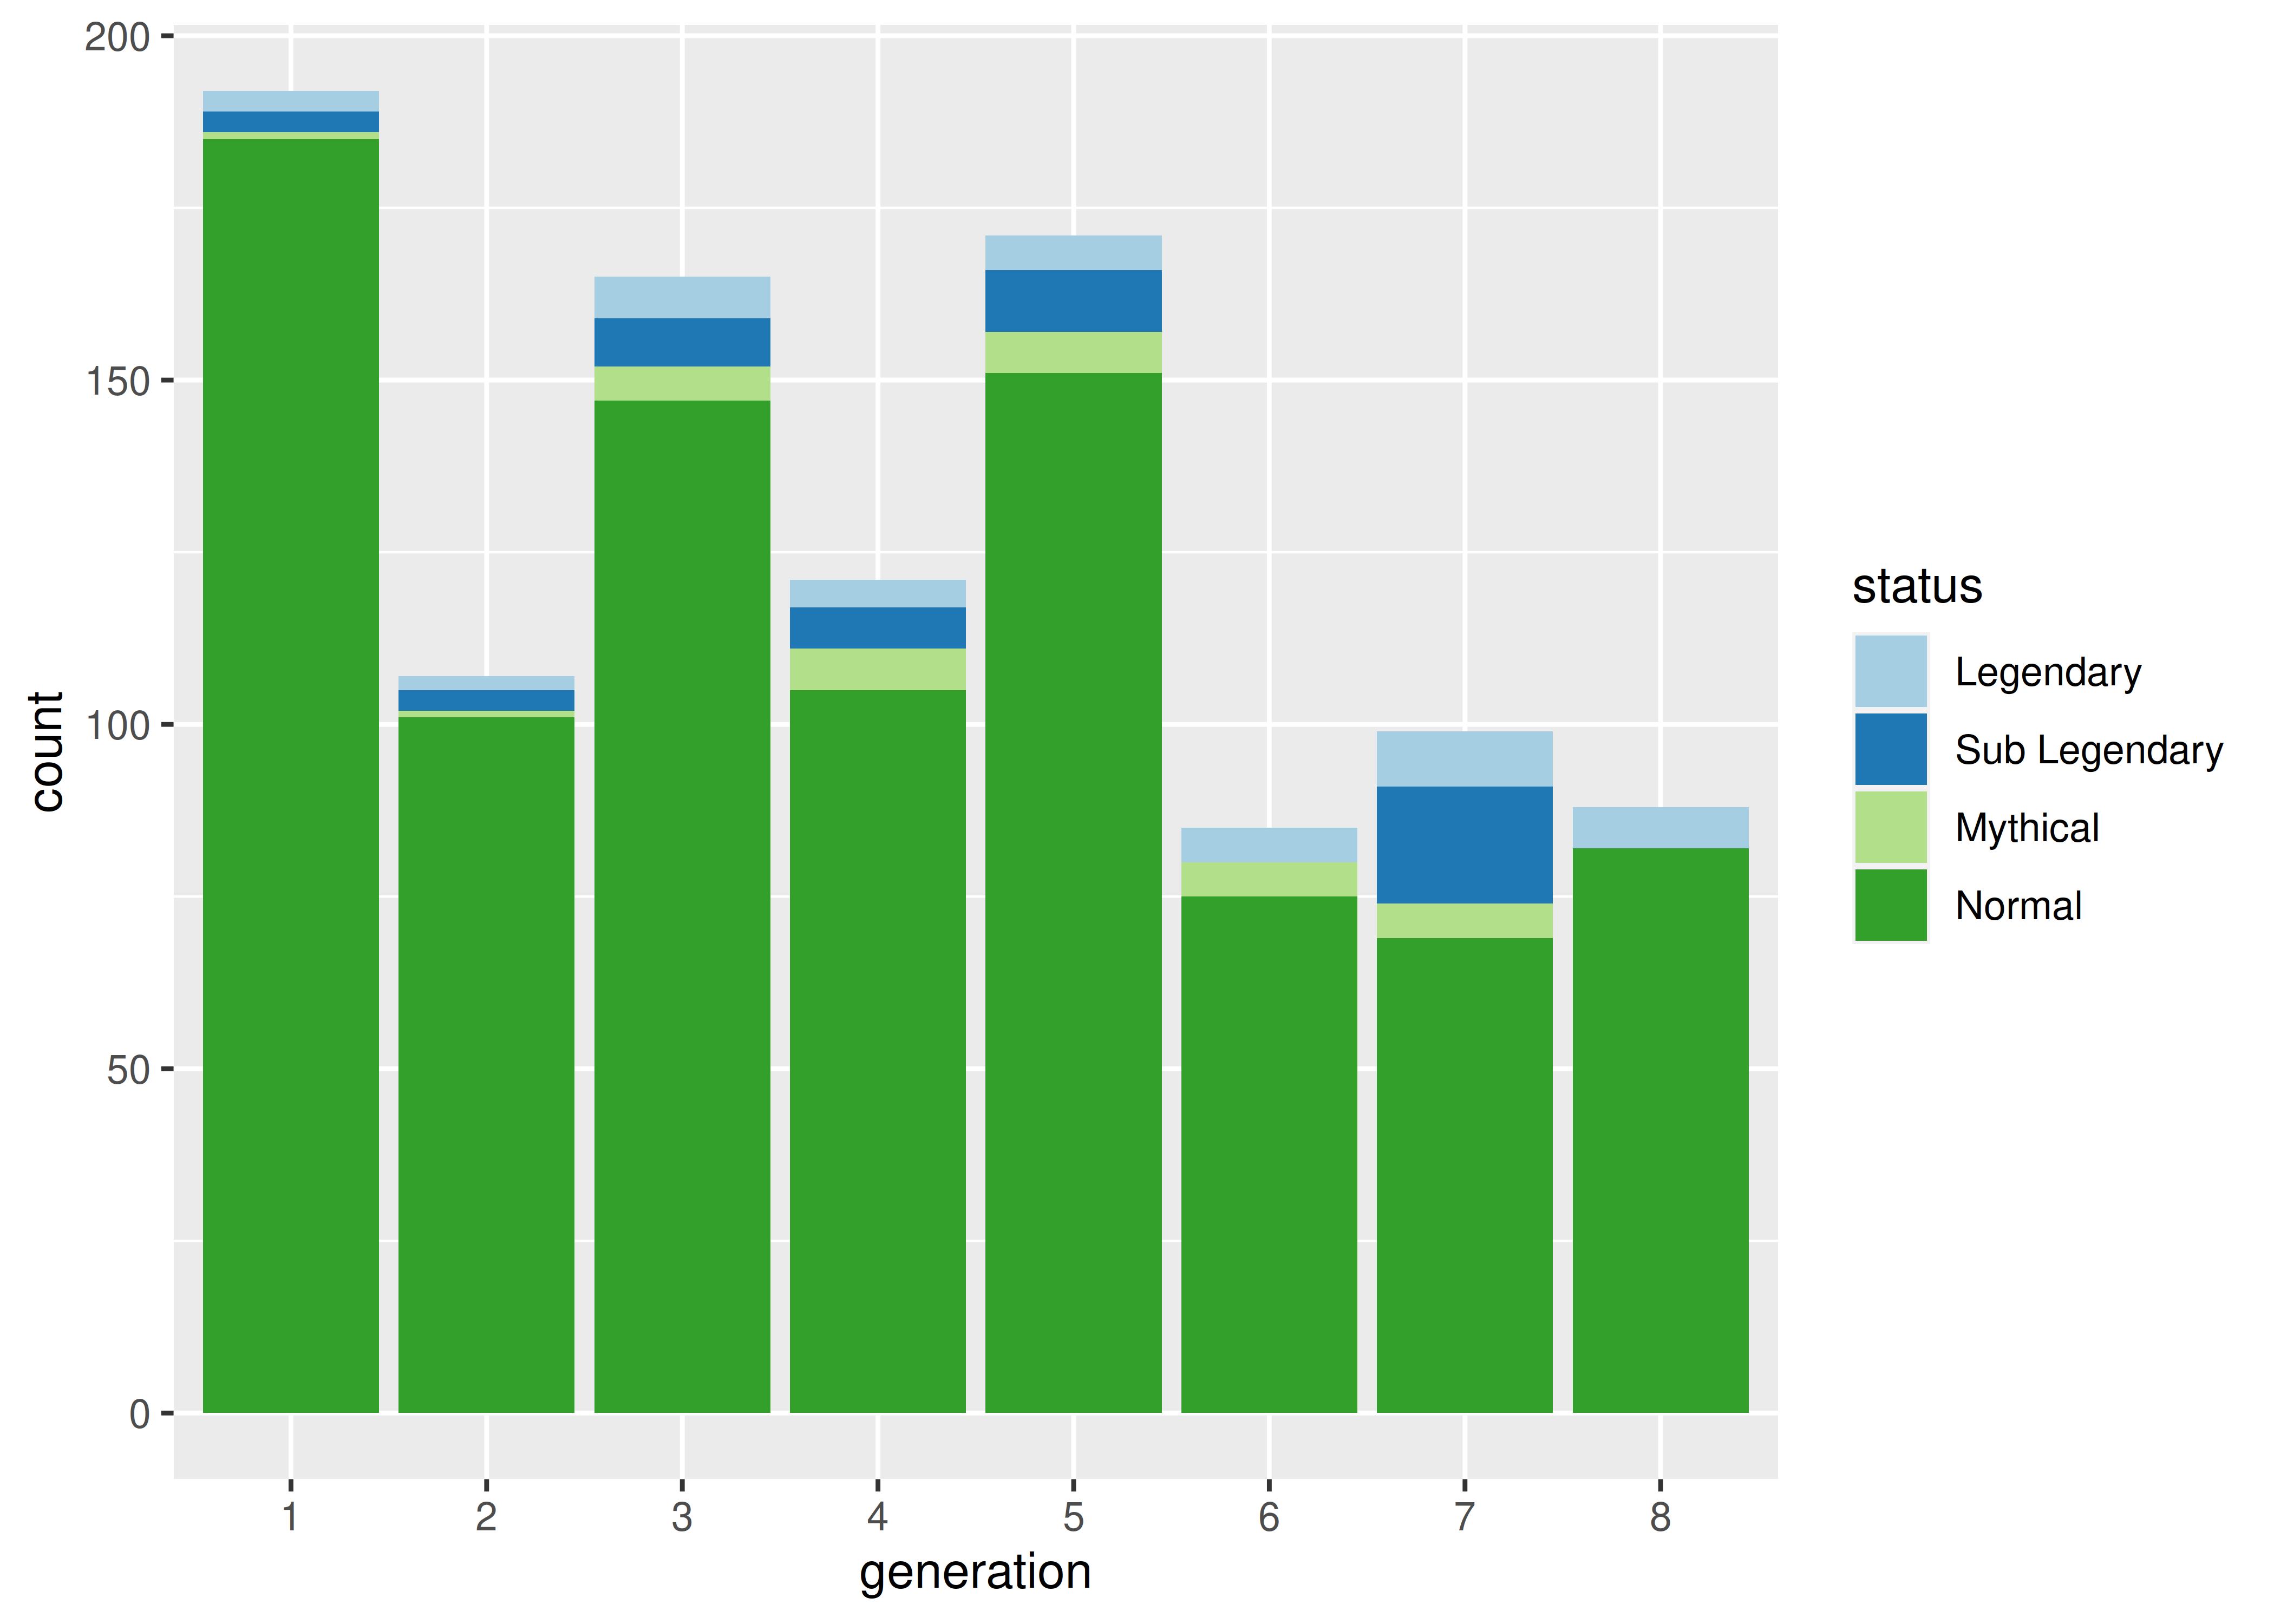 200
150
100
50
0
count
1 2 3 4 5 6 7 8
generation
status
Legendary
Sub Legendary
Mythical
Normal